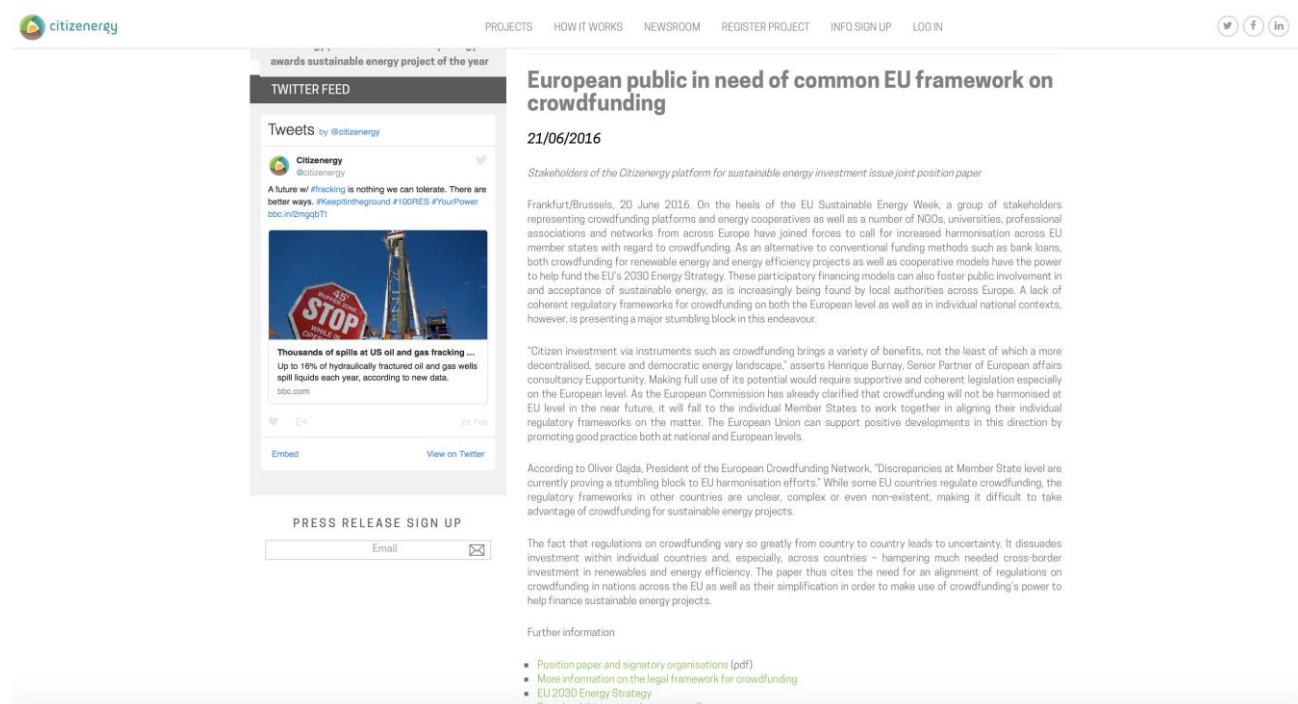 citizenergy
PROJECTS HOW IT WORKS NEWSROOM REGISTER PROJECT INFO SIGN UP LOG IN
awards sustainable energy project of the year
TWITTER FEED
Tweets by @citizenergy
Citizenergy
@citizenergy
A future w/ #fracking is nothing we can tolerate. There are
better ways. #Keepitintheground #100RES #YourPower
bbc.in/2mgqbTt
45'
BUFFER ZONE
STOP
WHILE IN
Thousands of spills at US oil and gas fracking ...
Up to 16% of hydraulically fractured oil and gas wells
spill liquids each year, according to new data.
bbc.com
Embed View on Twitter
PRESS RELEASE SIGN UP
Email
European public in need of common EU framework on
crowdfunding
21/06/2016
Stakeholders of the Citizenergy platform for sustainable energy investment issue joint position paper
Frankfurt/Brussels, 20 June 2016. On the heels of the EU Sustainable Energy Week, a group of stakeholders
representing crowdfunding platforms and energy cooperatives as well as a number of NGOs, universities, professional
associations and networks from across Europe have joined forces to call for increased harmonisation across EU
member states with regard to crowdfunding. As an alternative to conventional funding methods such as bank loans,
both crowdfunding for renewable energy and energy efficiency projects as well as cooperative models have the power
to help fund the EU's 2030 Energy Strategy. These participatory financing models can also foster public involvement in
and acceptance of sustainable energy, as is increasingly being found by local authorities across Europe. A lack of
coherent regulatory frameworks for crowdfunding on both the European level as well as in individual national contexts,
however, is presenting a major stumbling block in this endeavour.
"Citizen investment via instruments such as crowdfunding brings a variety of benefits, not the least of which a more
decentralised, secure and democratic energy landscape," asserts Henrique Burnay, Senior Partner of European affairs
consultancy Eupportunity. Making full use of its potential would require supportive and coherent legislation especially
on the European level. As the European Commission has already clarified that crowdfunding will not be harmonised at
EU level in the near future, it will fall to the individual Member States to work together in aligning their individual
regulatory frameworks on the matter. The European Union can support positive developments in this direction by
promoting good practice both at national and European levels.
According to Oliver Gajda, President of the European Crowdfunding Network, "Discrepancies at Member State level are
currently proving a stumbling block to EU harmonisation efforts." While some EU countries regulate crowdfunding, the
regulatory frameworks in other countries are unclear, complex or even non-existent, making it difficult to take
advantage of crowdfunding for sustainable energy projects.
The fact that regulations on crowdfunding vary so greatly from country to country leads to uncertainty. It dissuades
investment within individual countries and, especially, across countries – hampering much needed cross-border
investment in renewables and energy efficiency. The paper thus cites the need for an alignment of regulations on
crowdfunding in nations across the EU as well as their simplification in order to make use of crowdfunding's power to
help finance sustainable energy projects.
Further information
Position paper and signatory organisations (pdf)
More information on the legal framework for crowdfunding
EU 2030 Energy Strategy